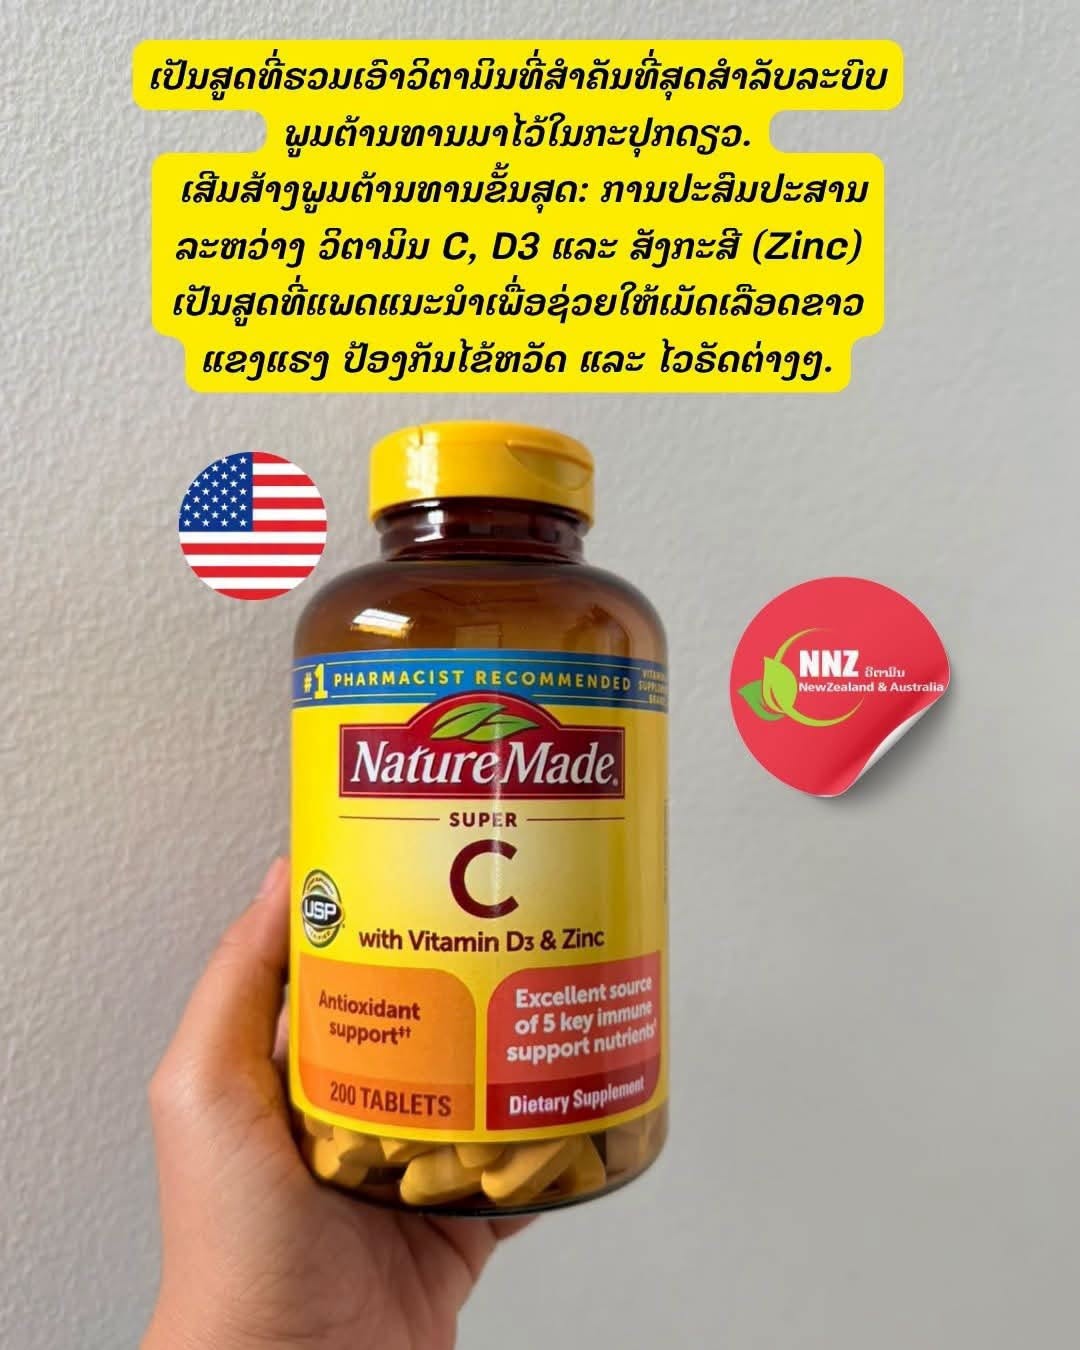 ເປັນສູດທີ່ຮວມເອົາວິຕາມິນທີ່ສຳຄັນທີ່ສຸດສຳລັບລະບົບ
ພູມຕ້ານທານມາໄວ້ໃນກະປຸກດຽວ.
ເສີມສ້າງພູມຕ້ານທານຂັ້ນສຸດ: ການປະສົມປະສານ
ລະຫວ່າງ ວິຕາມິນ C, D3 ແລະ ສັງກະສີ (Zinc)
ເປັນສູດທີ່ແພດແນະນຳເພື່ອຊ່ວຍໃຫ້ເມັດເລືອດຂາວ
ແຂງແຮງ ປ້ອງກັນໄຂ້ຫວັດ ແລະ ໄວຣັດຕ່າງໆ.
NNZ ວິຕາມິນ
NewZealand & Australia
#1 PHARMACIST RECOMMENDED
Nature Made®
SUPER
C
USP
with Vitamin D3 & Zinc
Antioxidant
support††
200 TABLETS
Excellent source
of 5 key immune
support nutrients†
Dietary Supplement